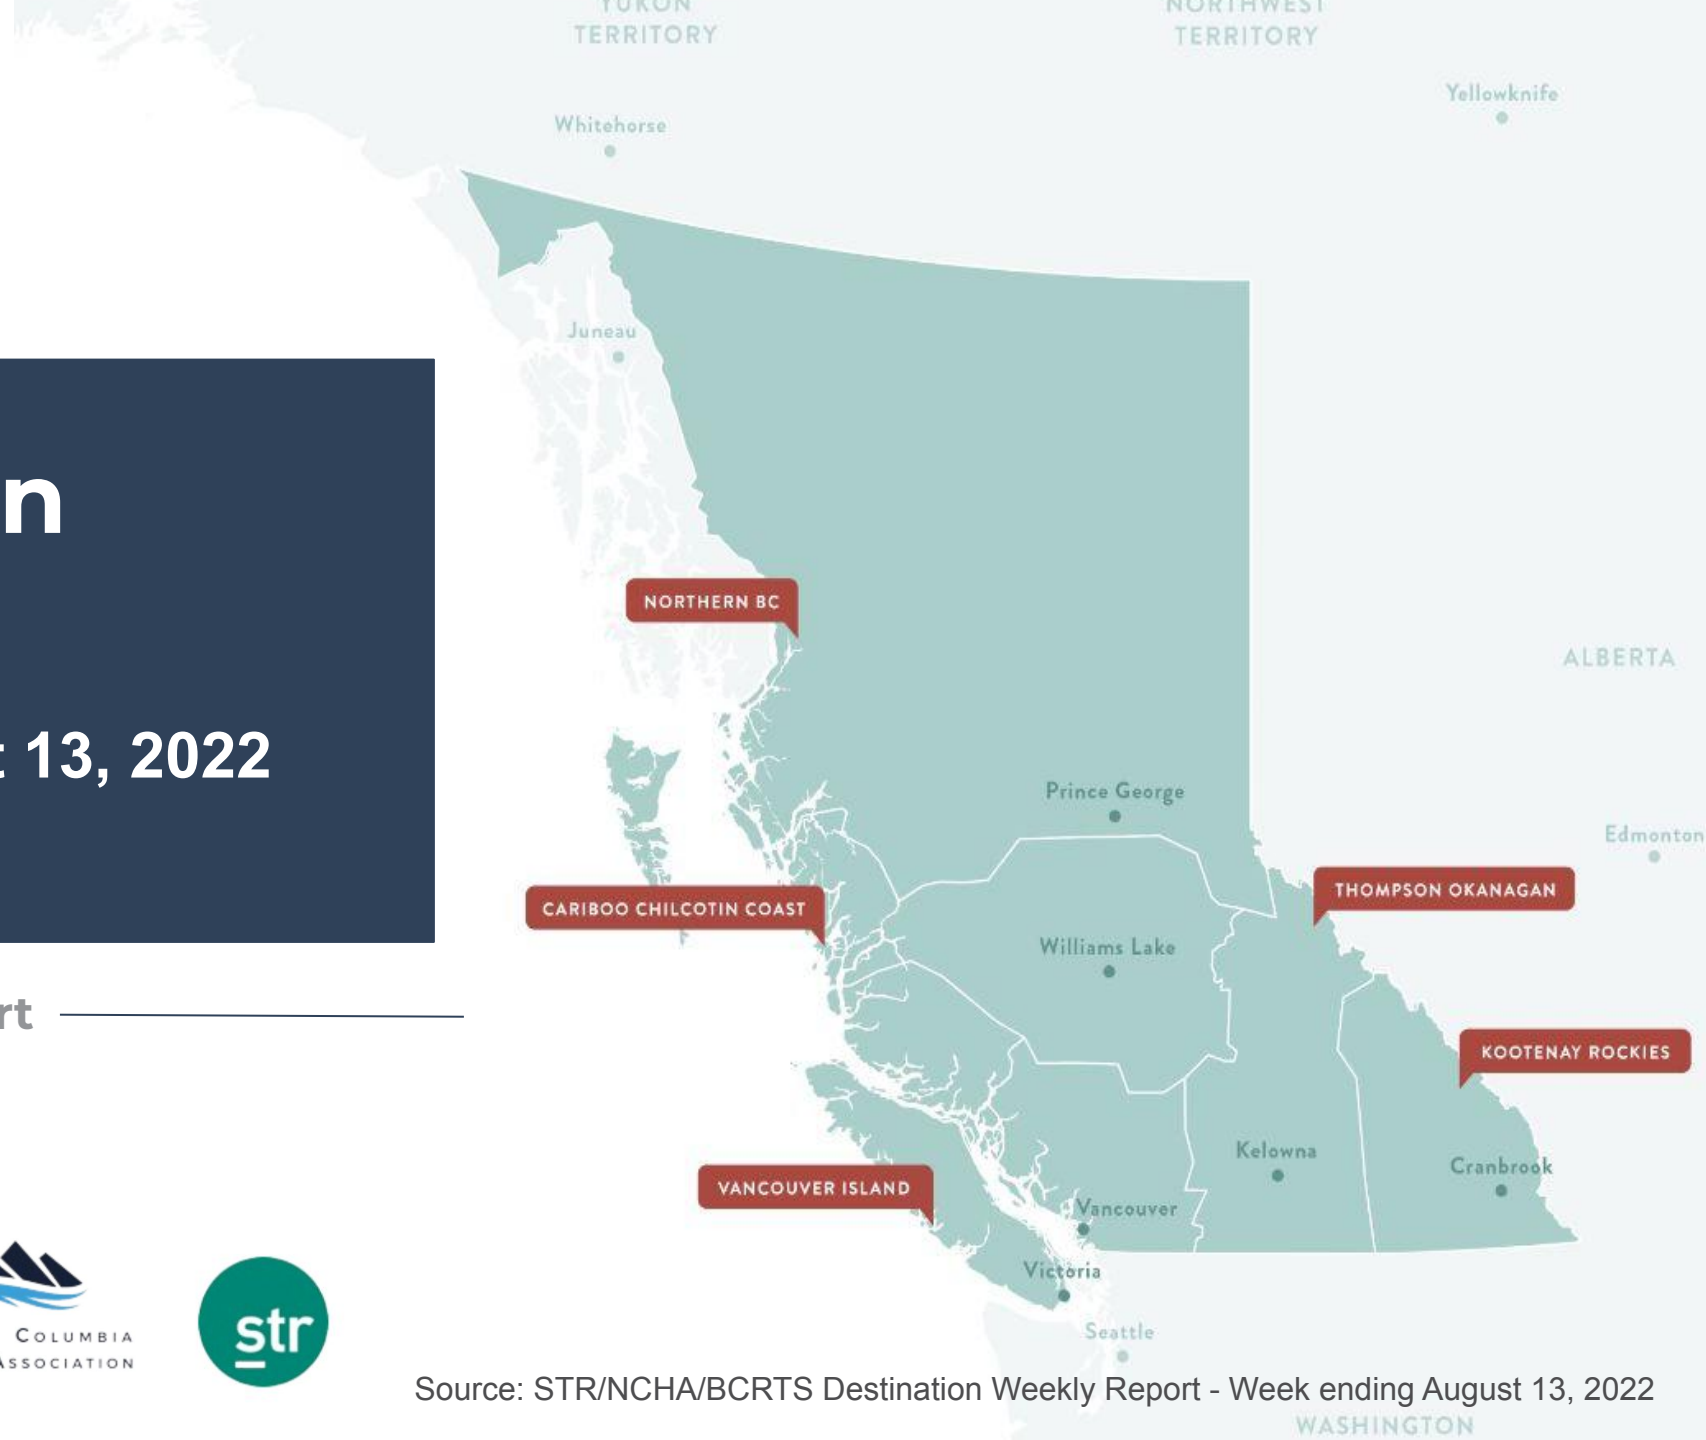 YUKON
TERRITORY
NORTHWEST
TERRITORY
Yellowknife
Whitehorse
Juneau
n
NORTHERN BC
ALBERTA
t 13, 2022
Prince George
Edmonton
THOMPSON OKANAGAN
CARIBOO CHILCOTIN COAST
Williams Lake
rt
KOOTENAY ROCKIES
Kelowna
Cranbrook
VANCOUVER ISLAND
Vancouver
Victoria
COLUMBIA
ASSOCIATION
str
Seattle
Source: STR/NCHA/BCRTS Destination Weekly Report - Week ending August 13, 2022
WASHINGTON